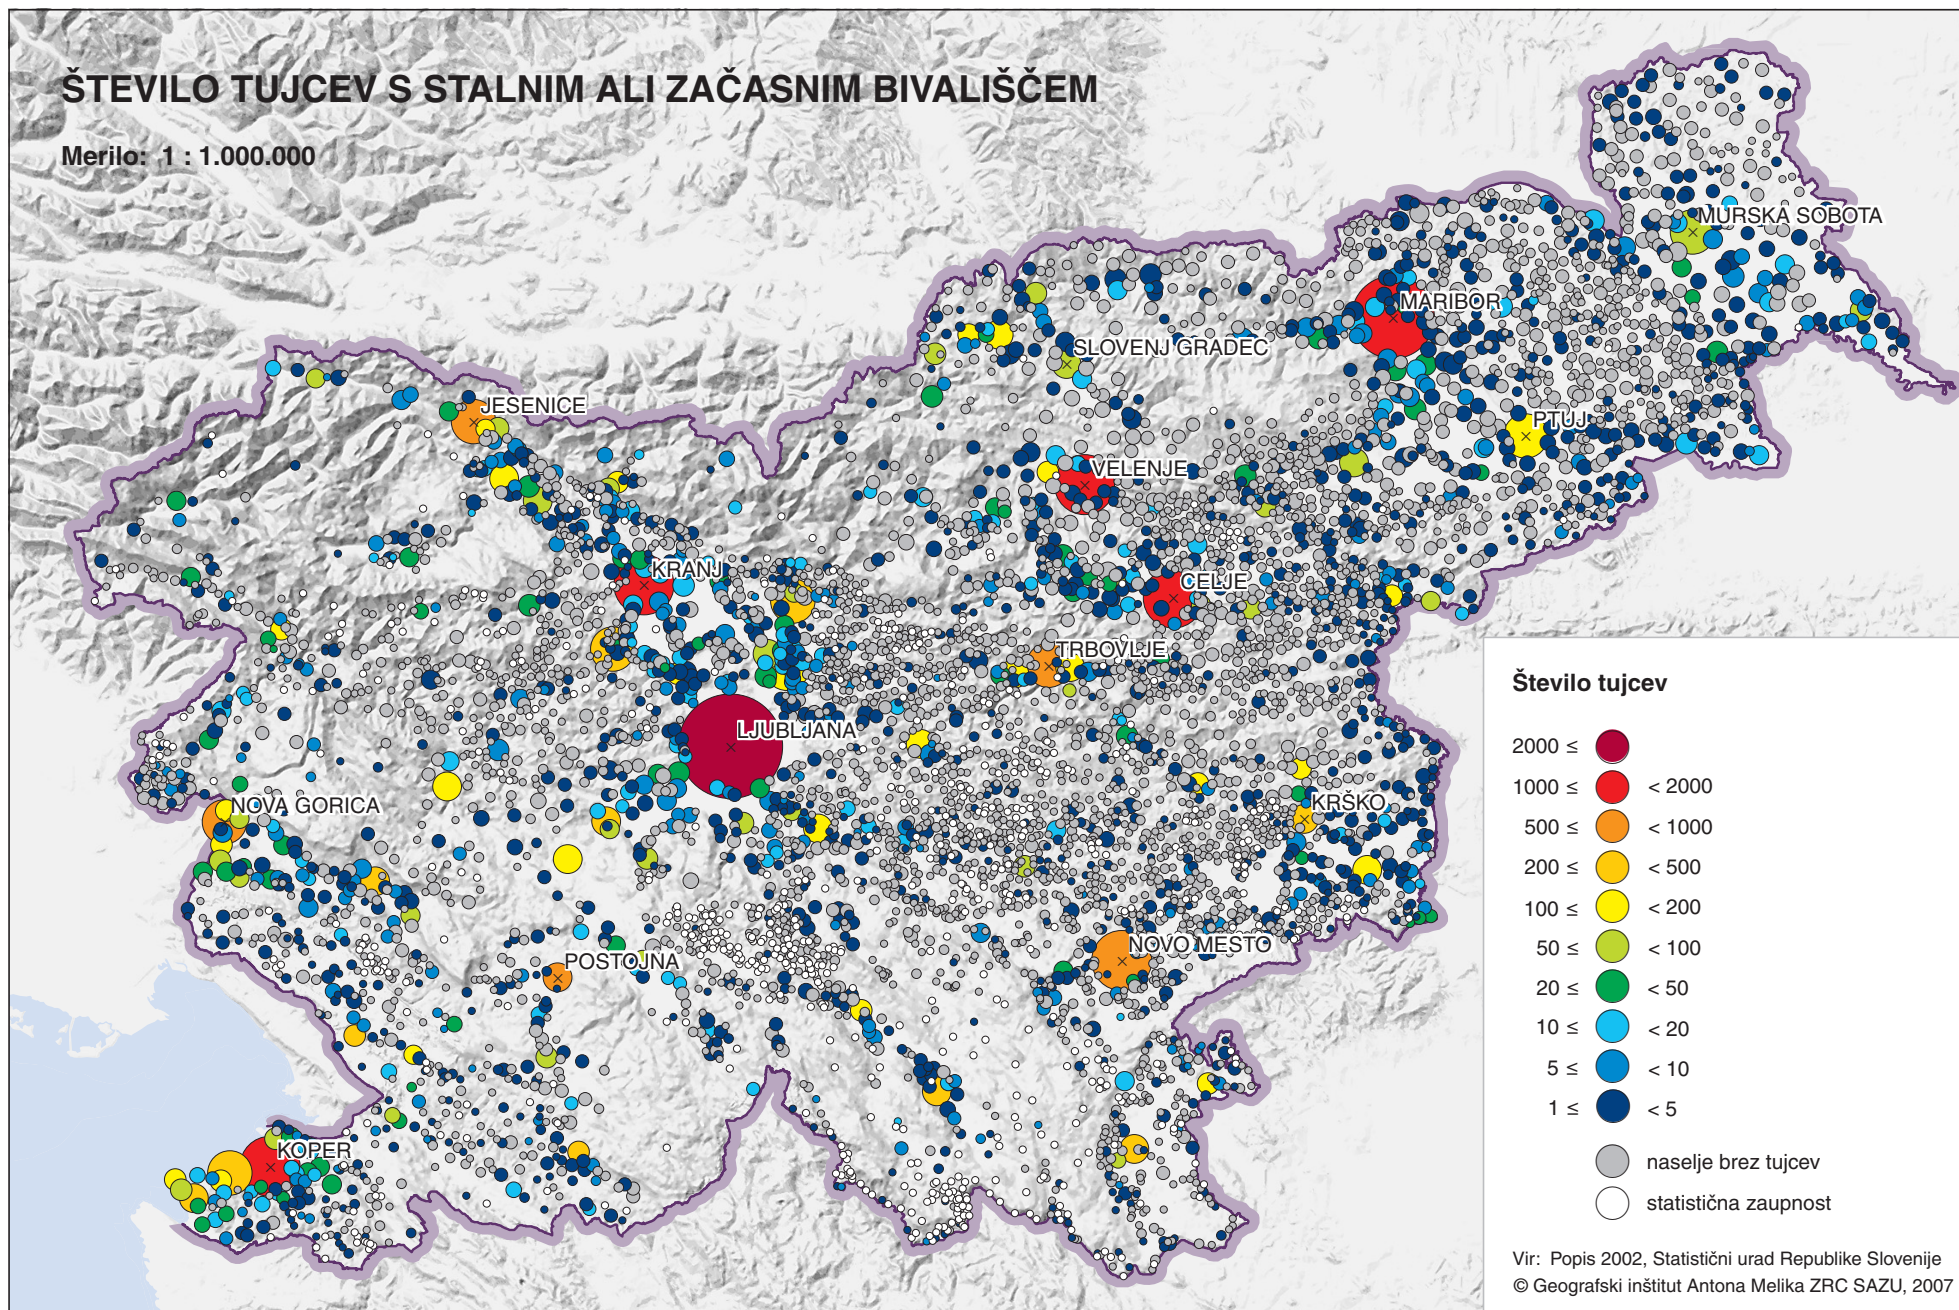 ŠTEVILO TUJCEV S STALNIM ALI ZAČASNIM BIVALIŠČEM
Merilo: 1 : 1.000.000
MURSKA SOBOTA
MARIBOR
SLOVENJ GRADEC
JESENICE
PTUJ
VELENJE
KRANJ
CELJE
TRBOVLJE
LJUBLJANA
NOVA GORICA
KRŠKO
NOVO MESTO
POSTOJNA
KOPER
Število tujcev
2000 ≤
1000 ≤ < 2000
500 ≤ < 1000
200 ≤ < 500
100 ≤ < 200
50 ≤ < 100
20 ≤ < 50
10 ≤ < 20
5 ≤ < 10
1 ≤ < 5
naselje brez tujcev
statistična zaupnost
Vir: Popis 2002, Statistični urad Republike Slovenije
© Geografski inštitut Antona Melika ZRC SAZU, 2007